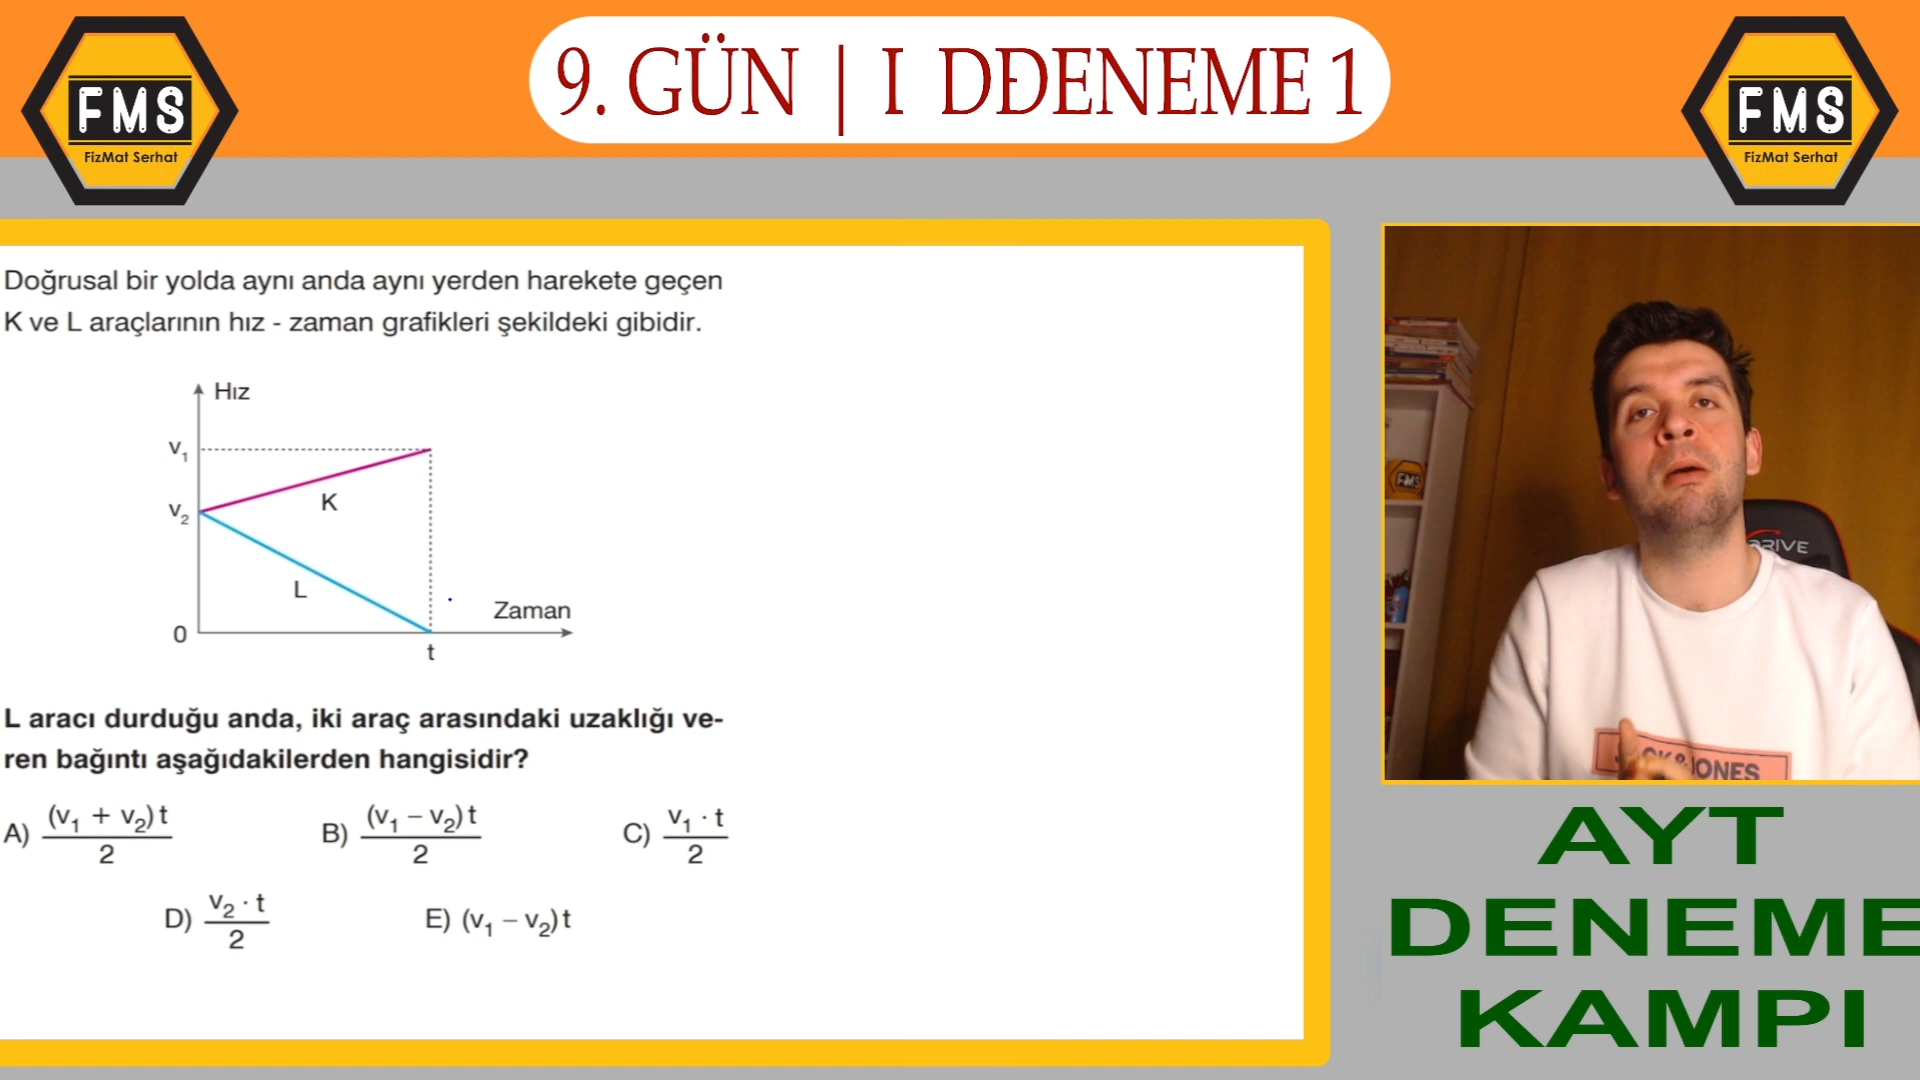 FMS
FizMat Serhat
9. GÜN | I DĐENEME 1
FMS
FizMat Serhat
Doğrusal bir yolda aynı anda aynı yerden harekete geçen
K ve L araçlarının hız - zaman grafikleri şekildeki gibidir.
Hız
v₁
K
v₂
L
Zaman
0
t
L aracı durduğu anda, iki araç arasındaki uzaklığı ve-
ren bağıntı aşağıdakilerden hangisidir?
A) (v₁ + v₂) t / 2 B) (v₁ – v₂) t / 2 C) v₁ · t / 2
D) v₂ · t / 2 E) (v₁ – v₂) t
FMS
JONES
AYT
DENEME
KAMPI